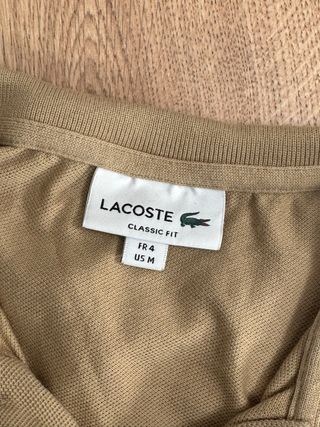 LACOSTE
CLASSIC FIT
FR 4
US M